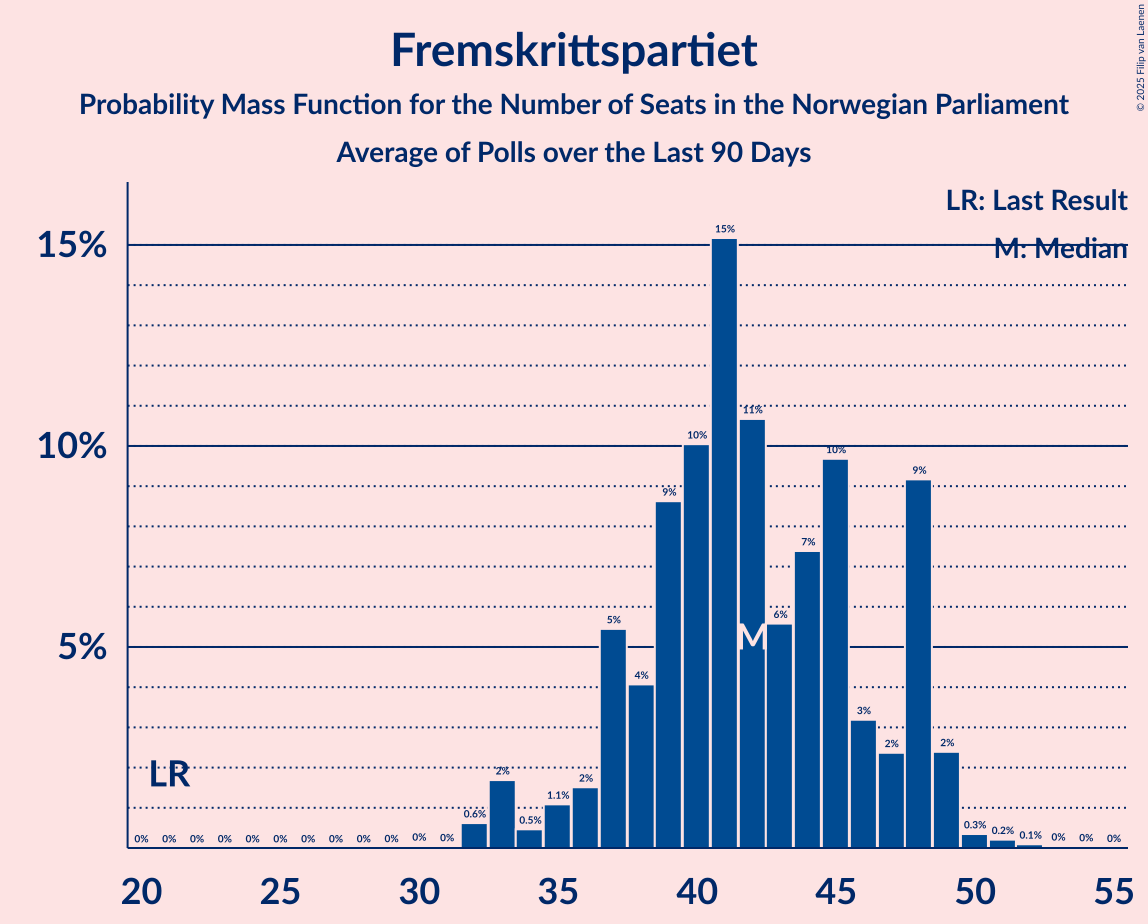 Fremskrittspartiet
Probability Mass Function for the Number of Seats in the Norwegian Parliament
Average of Polls over the Last 90 Days
© 2025 Filip van Laenen
LR: Last Result
M: Median
15%
10%
5%
LR
M
0% 0% 0% 0% 0% 0% 0% 0% 0% 0% 0% 0% 0.6% 2% 0.5% 1.1% 2% 5% 4% 9% 10% 15% 11% 6% 7% 10% 3% 2% 9% 2% 0.3% 0.2% 0.1% 0% 0% 0%
20 25 30 35 40 45 50 55